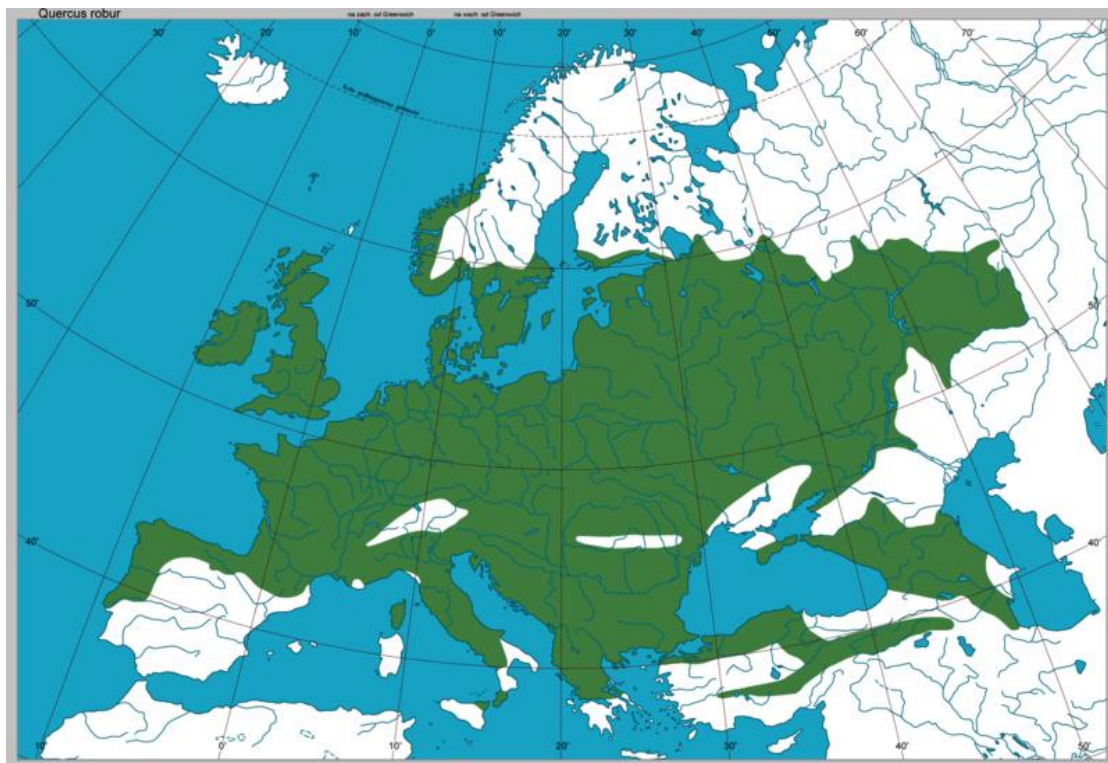 Quercus robur
na zach od Greenwich
na wsch od Greenwich
30° 20° 10° 0° 10° 20° 30° 40° 50° 60° 70°
50°
50°
40°
40°
10° 0° 10° 20° 30° 40° 50°